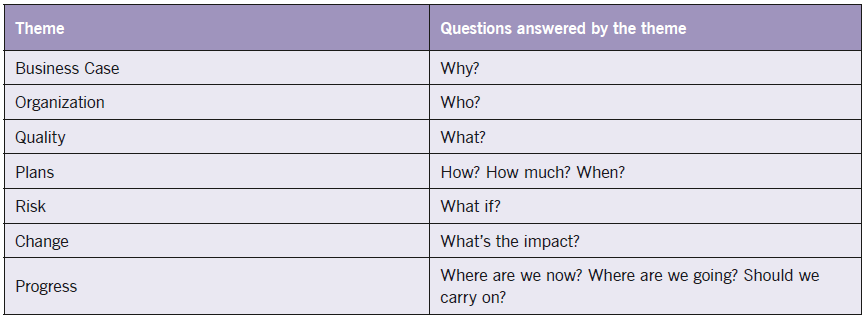 Theme Questions answered by the theme
Business Case Why?
Organization Who?
Quality What?
Plans How? How much? When?
Risk What if?
Change What’s the impact?
Progress Where are we now? Where are we going? Should we
carry on?